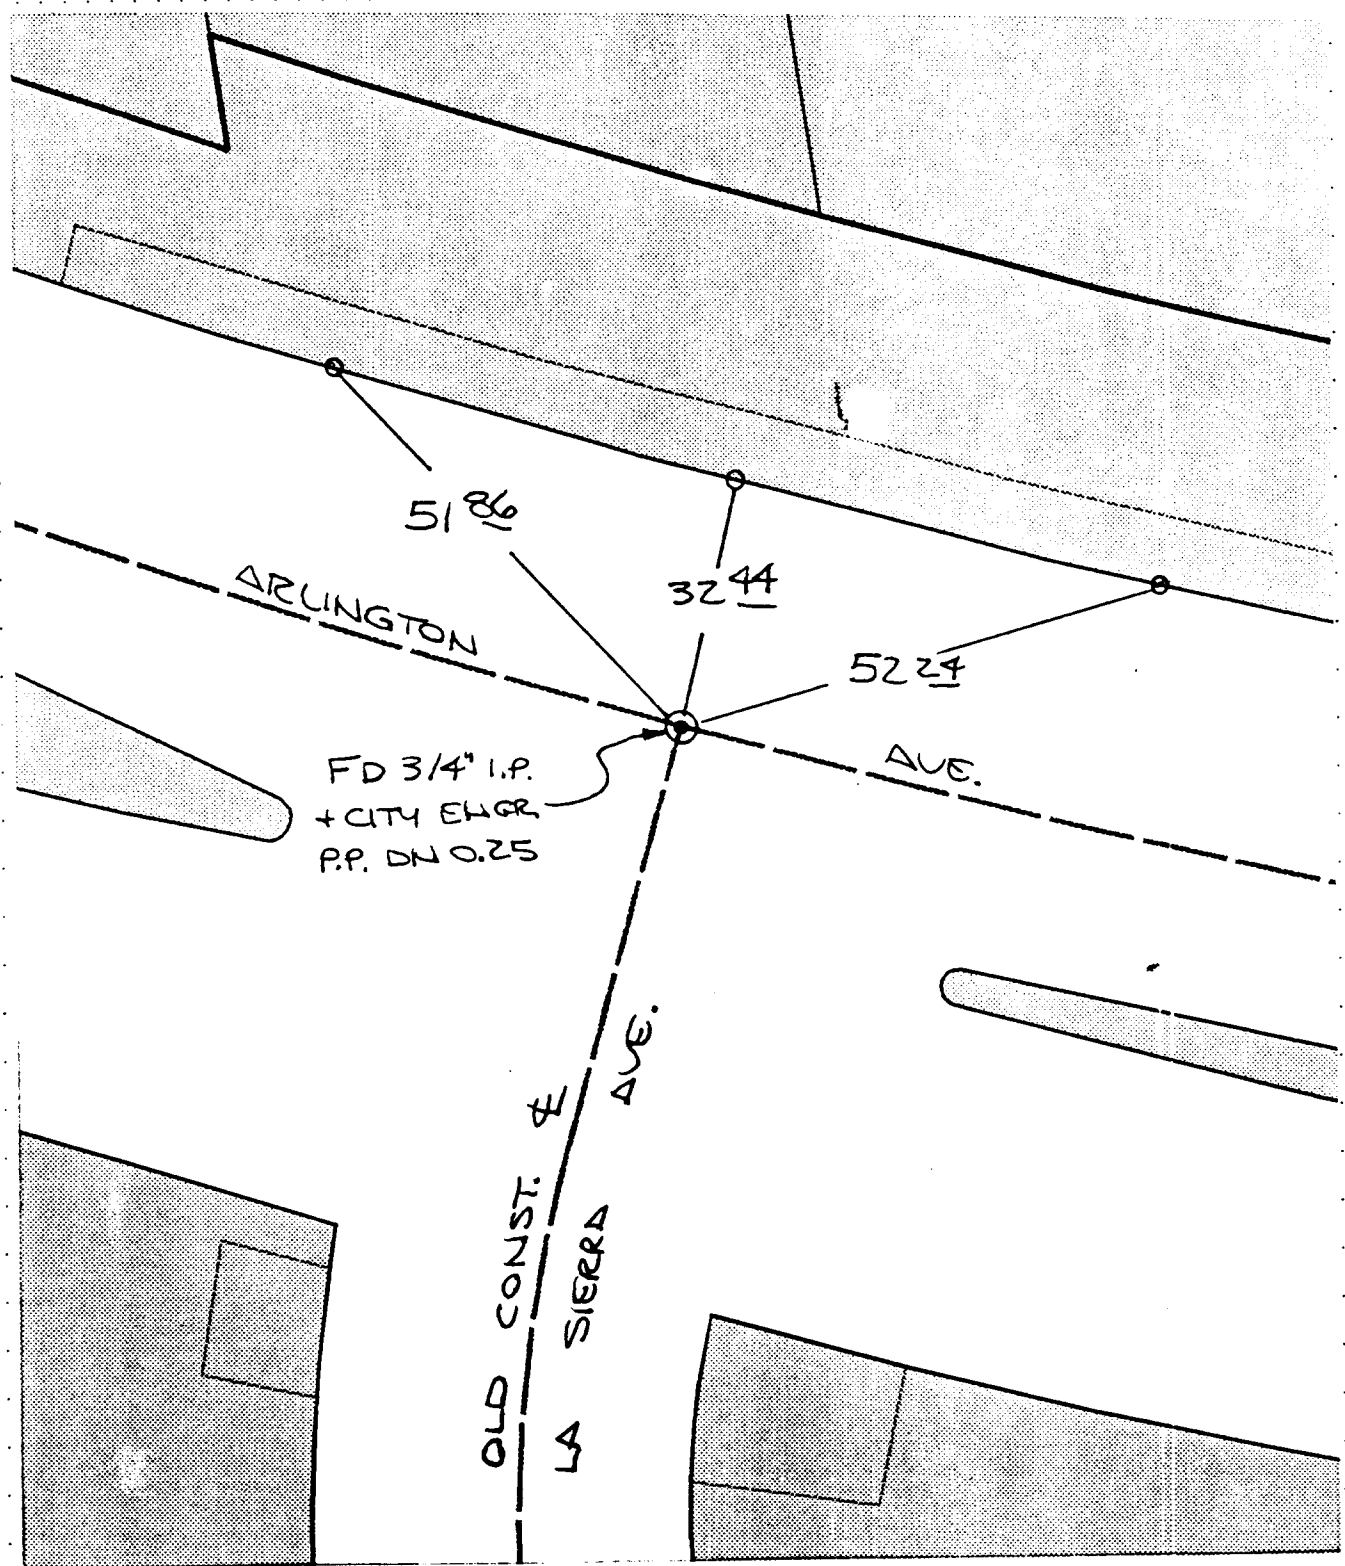 51 86
32 44
52 24
ARLINGTON AVE.
FD 3/4" I.P.
+ CITY ENGR
P.P. DN 0.25
OLD CONST. ℄
LA SIERRA AVE.